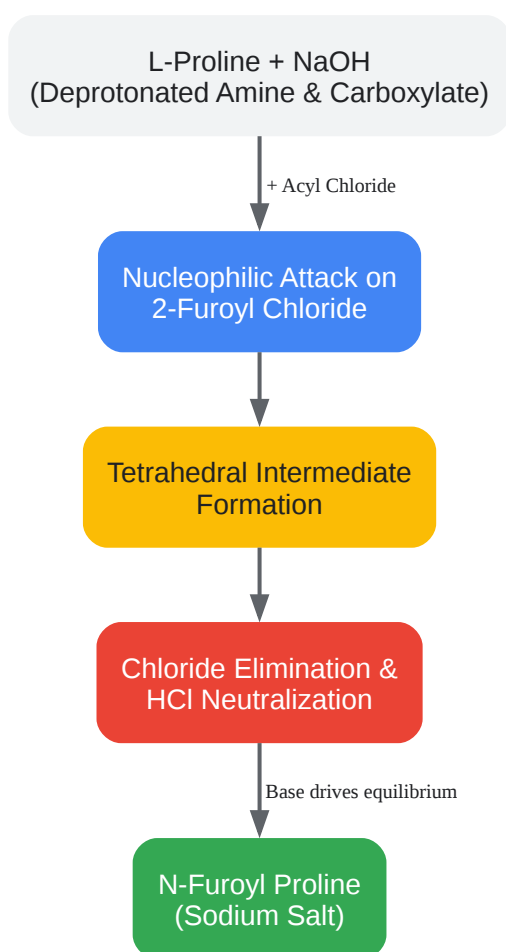 L-Proline + NaOH
(Deprotonated Amine & Carboxylate)
+ Acyl Chloride
Nucleophilic Attack on
2-Furoyl Chloride
Tetrahedral Intermediate
Formation
Chloride Elimination &
HCl Neutralization
Base drives equilibrium
N-Furoyl Proline
(Sodium Salt)